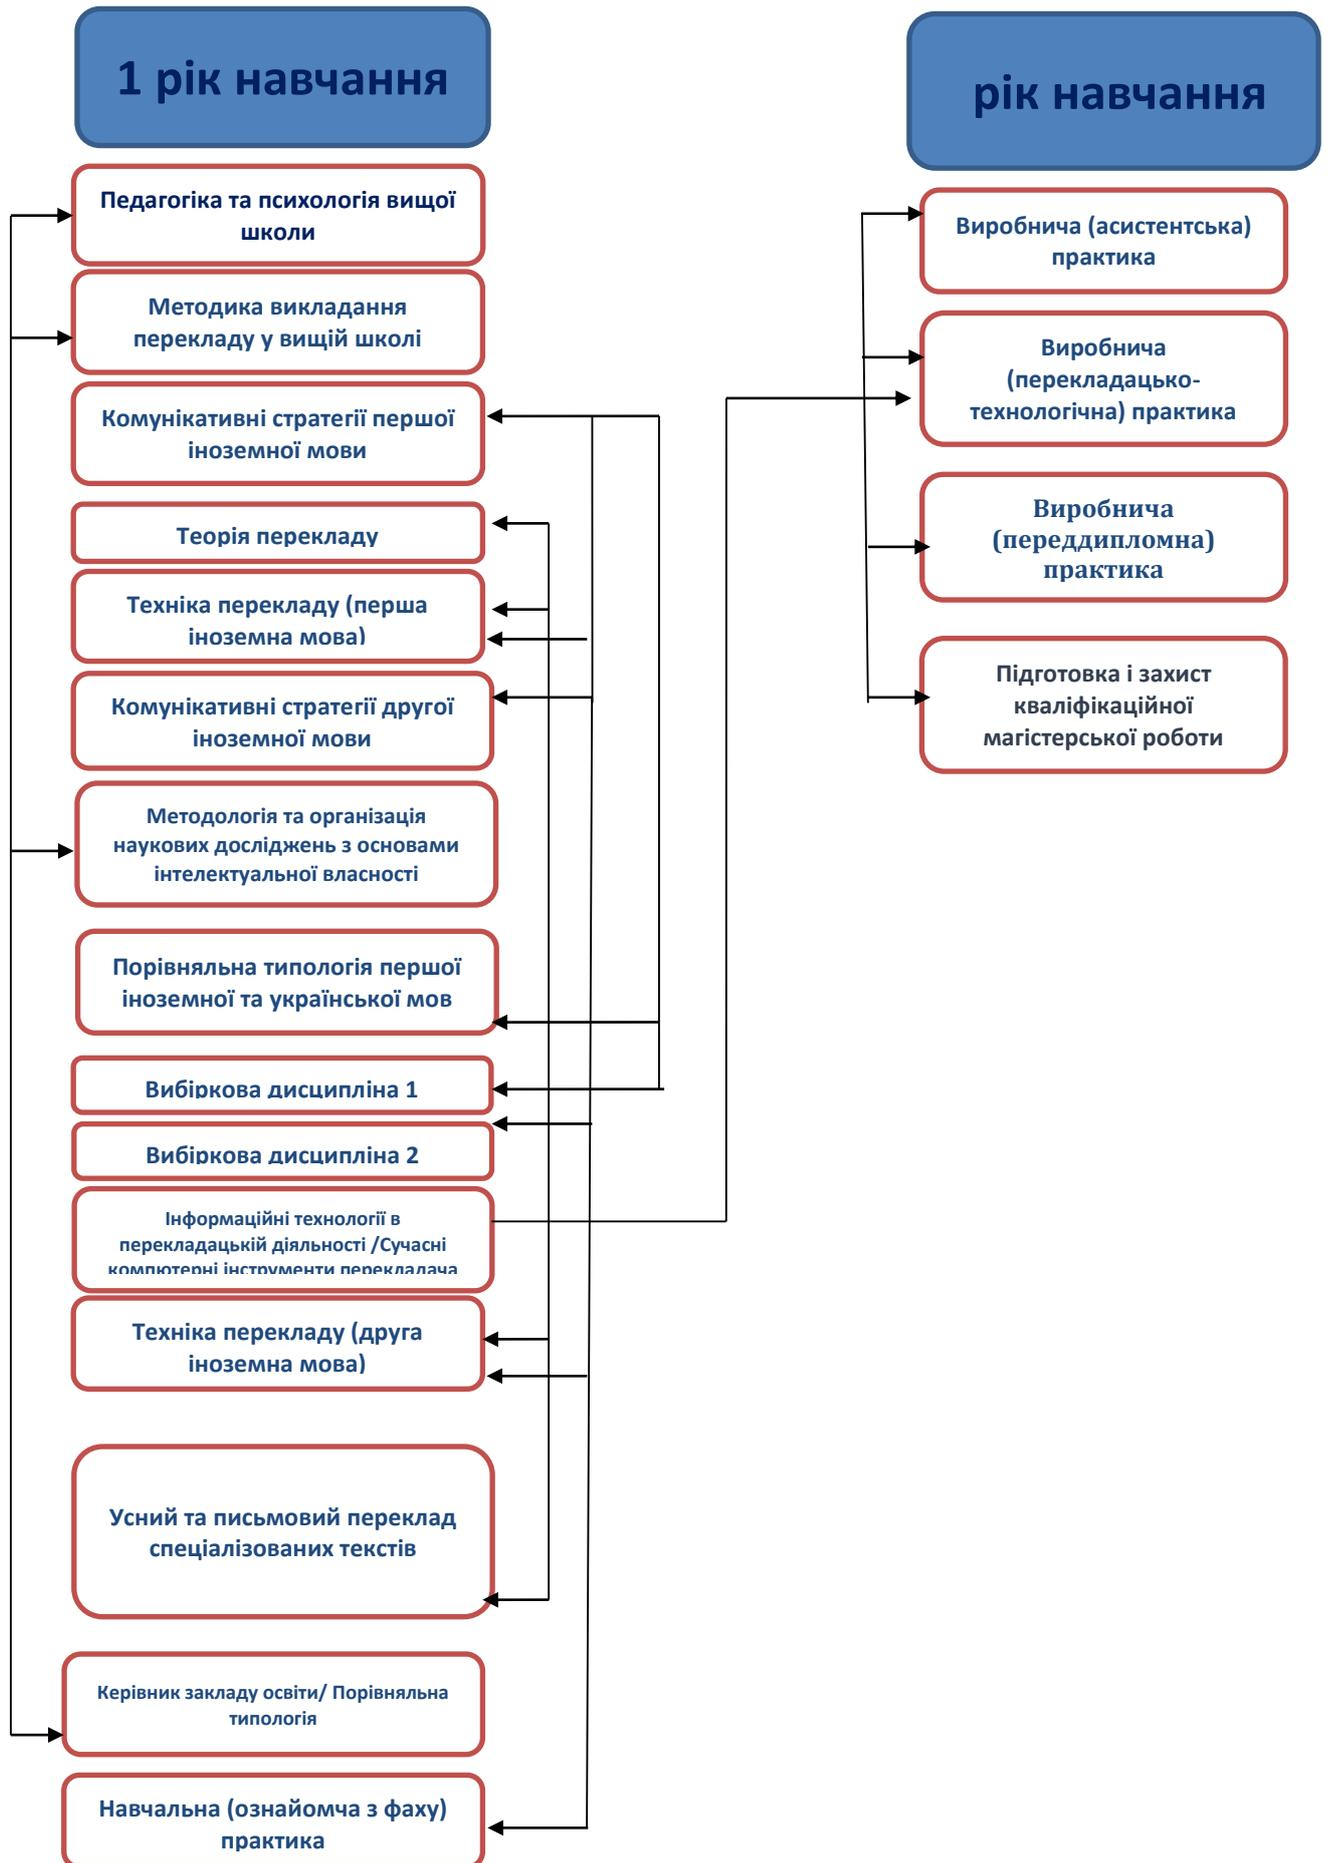 1 рік навчання
Педагогіка та психологія вищої
школи
Методика викладання
перекладу у вищій школі
Комунікативні стратегії першої
іноземної мови
Теорія перекладу
Техніка перекладу (перша
іноземна мова)
Комунікативні стратегії другої
іноземної мови
Методологія та організація
наукових досліджень з основами
інтелектуальної власності
Порівняльна типологія першої
іноземної та української мов
Вибіркова дисципліна 1
Вибіркова дисципліна 2
Інформаційні технології в
перекладацькій діяльності /Сучасні
компютерні інструменти перекладача
Техніка перекладу (друга
іноземна мова)
Усний та письмовий переклад
спеціалізованих текстів
Керівник закладу освіти/ Порівняльна
типологія
Навчальна (ознайомча з фаху)
практика
рік навчання
Виробнича (асистентська)
практика
Виробнича
(перекладацько-
технологічна) практика
Виробнича
(переддипломна)
практика
Підготовка і захист
кваліфікаційної
магістерської роботи